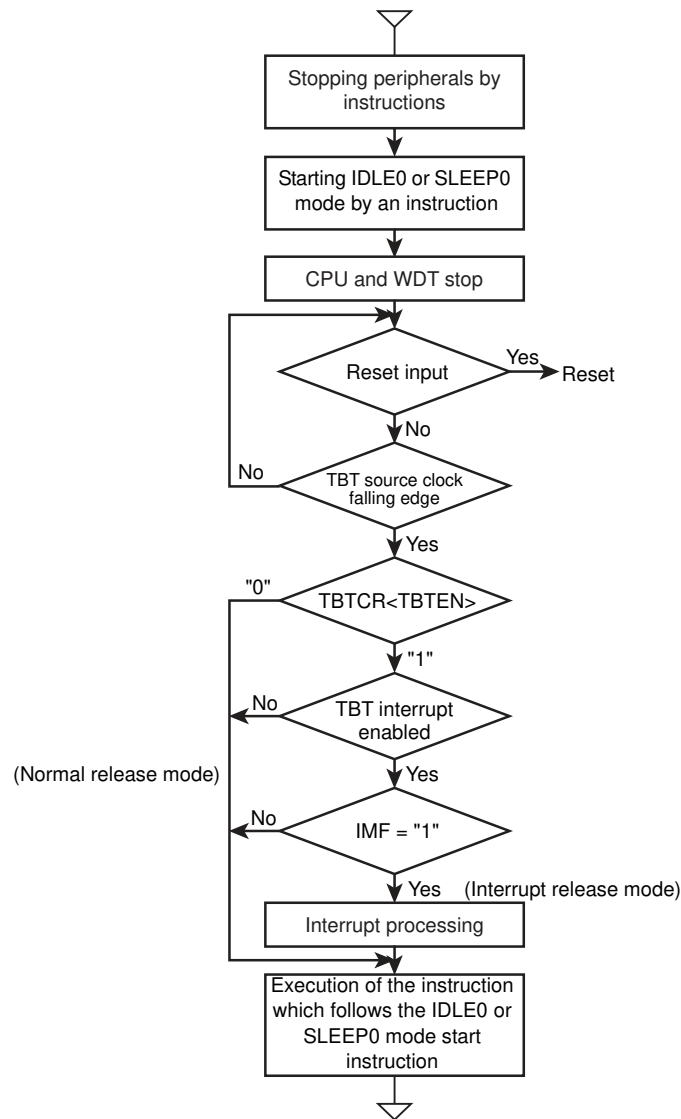 Stopping peripherals by
instructions
Starting IDLE0 or SLEEP0
mode by an instruction
CPU and WDT stop
Reset input
Yes
Reset
No
No
TBT source clock
falling edge
Yes
"0"
TBTCR<TBTEN>
"1"
No
TBT interrupt
enabled
(Normal release mode)
Yes
No
IMF = "1"
Yes
(Interrupt release mode)
Interrupt processing
Execution of the instruction
which follows the IDLE0 or
SLEEP0 mode start
instruction